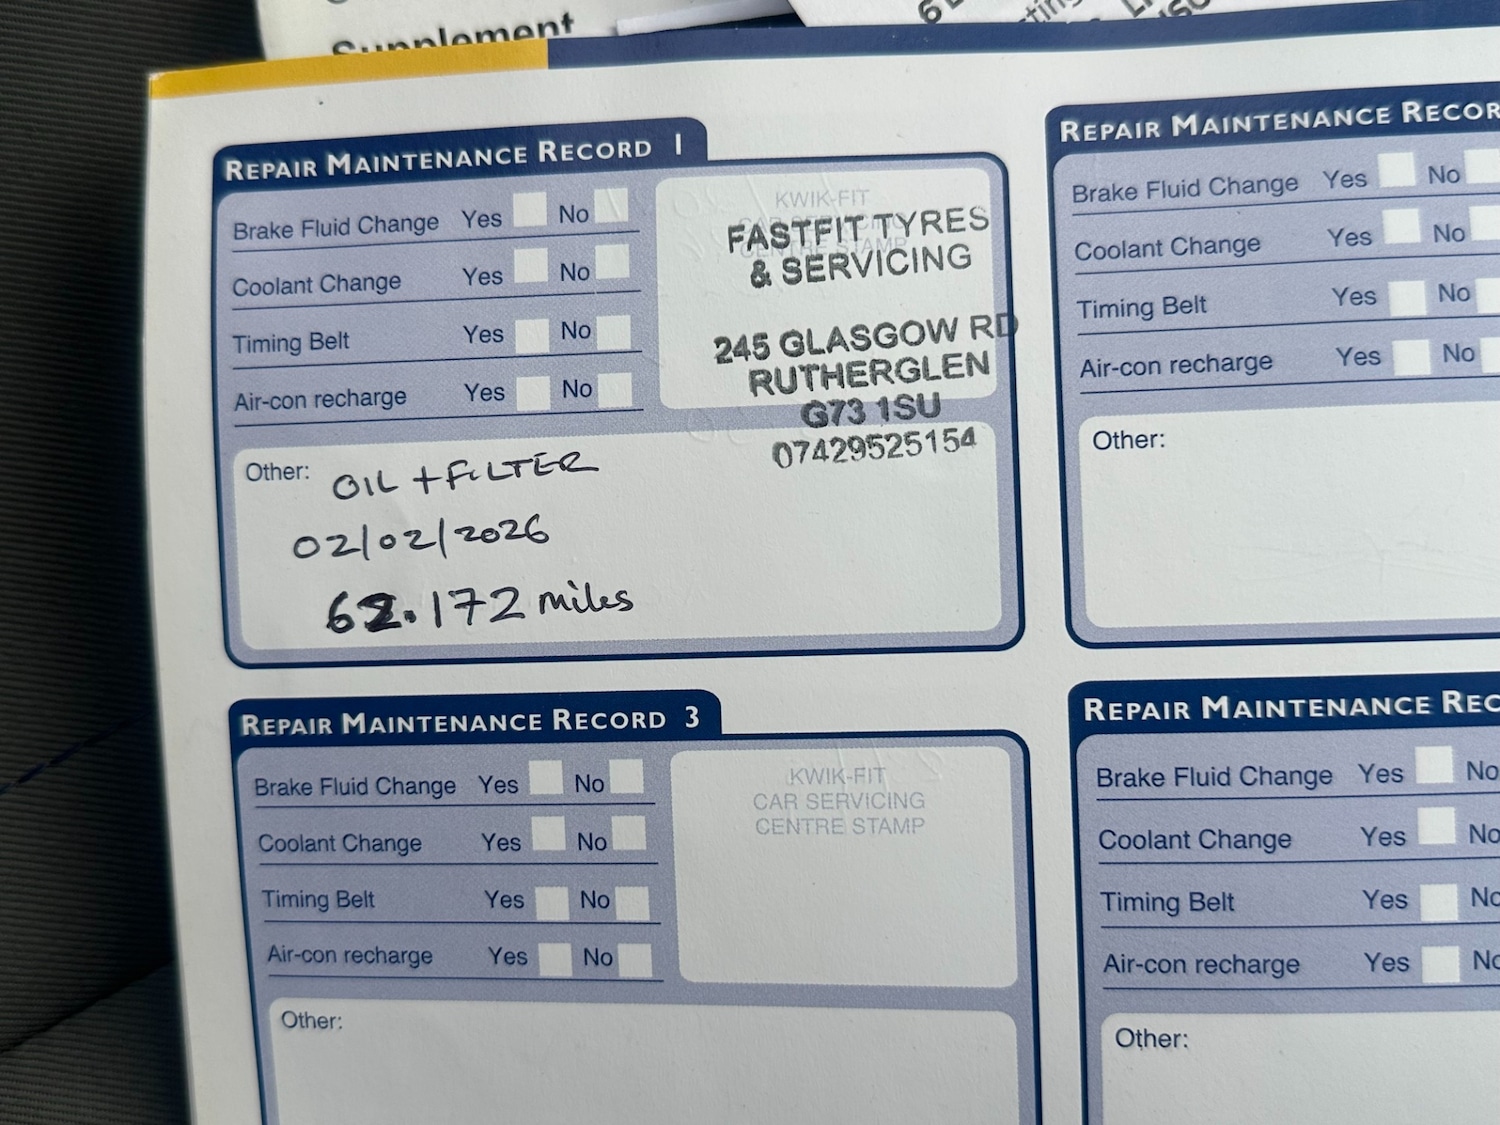 Supplement
REPAIR MAINTENANCE RECORD 1
Brake Fluid Change Yes No
Coolant Change Yes No
Timing Belt Yes No
Air-con recharge Yes No
KWIK-FIT
CAR SERVICING
CENTRE STAMP
FASTFIT TYRES
& SERVICING
245 GLASGOW RD
RUTHERGLEN
G73 1SU
07429525154
Other: OIL + FILTER
02/02/2026
62.172 miles
REPAIR MAINTENANCE RECOR
Brake Fluid Change Yes No
Coolant Change Yes No
Timing Belt Yes No
Air-con recharge Yes No
Other:
REPAIR MAINTENANCE RECORD 3
Brake Fluid Change Yes No
Coolant Change Yes No
Timing Belt Yes No
Air-con recharge Yes No
KWIK-FIT
CAR SERVICING
CENTRE STAMP
Other:
REPAIR MAINTENANCE REC
Brake Fluid Change Yes No
Coolant Change Yes No
Timing Belt Yes No
Air-con recharge Yes No
Other: